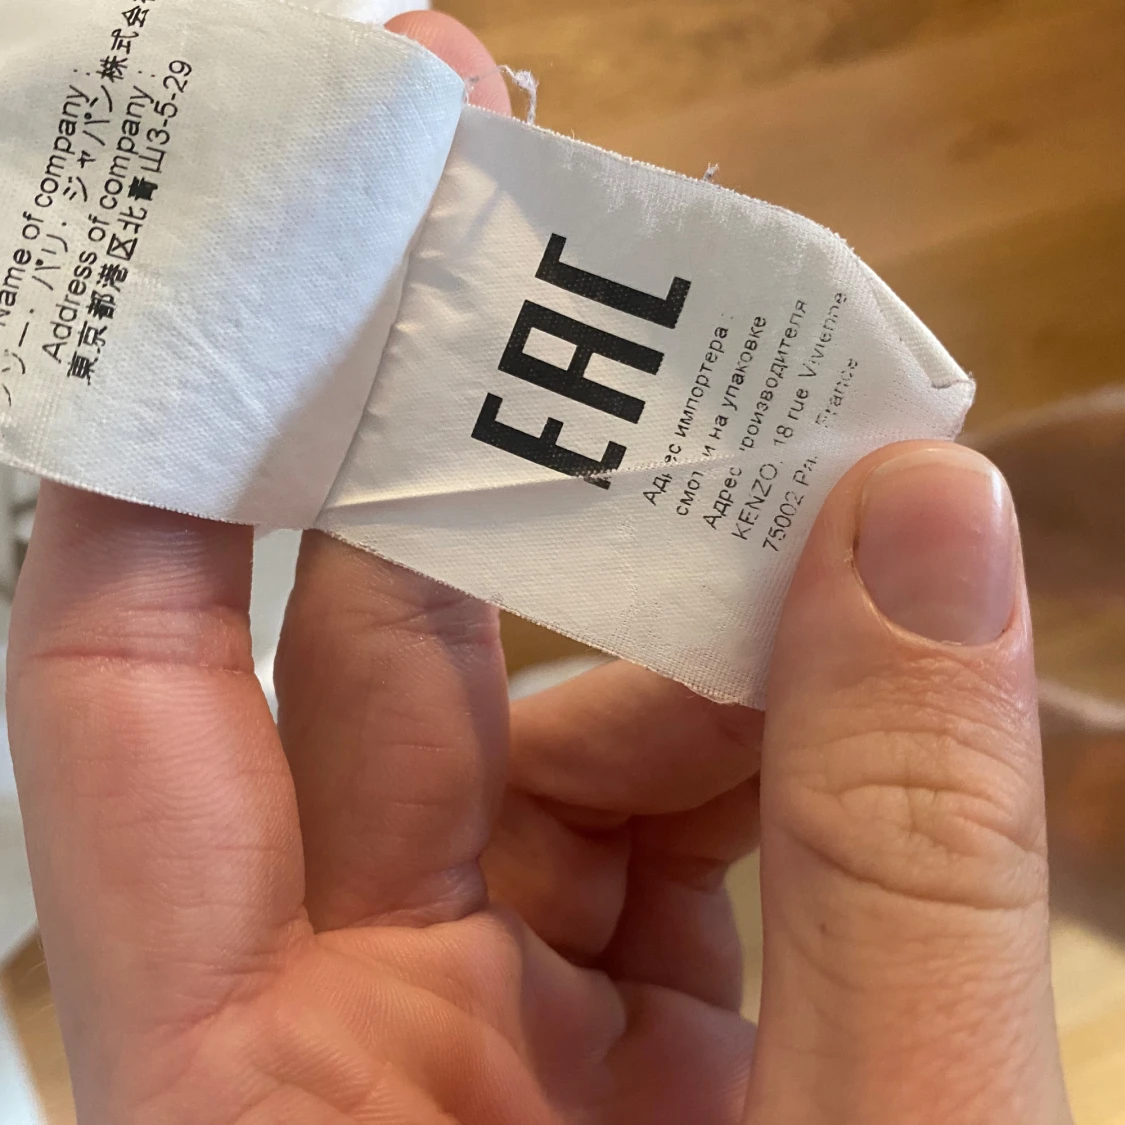 Name of company :
パリ. ジャパン株式会
Address of company :
東京都港区北青山3-5-29
EAC
Адрес импортера :
на упаковке
Адрес производителя
KENZO 18 rue Vivienne
75002 France